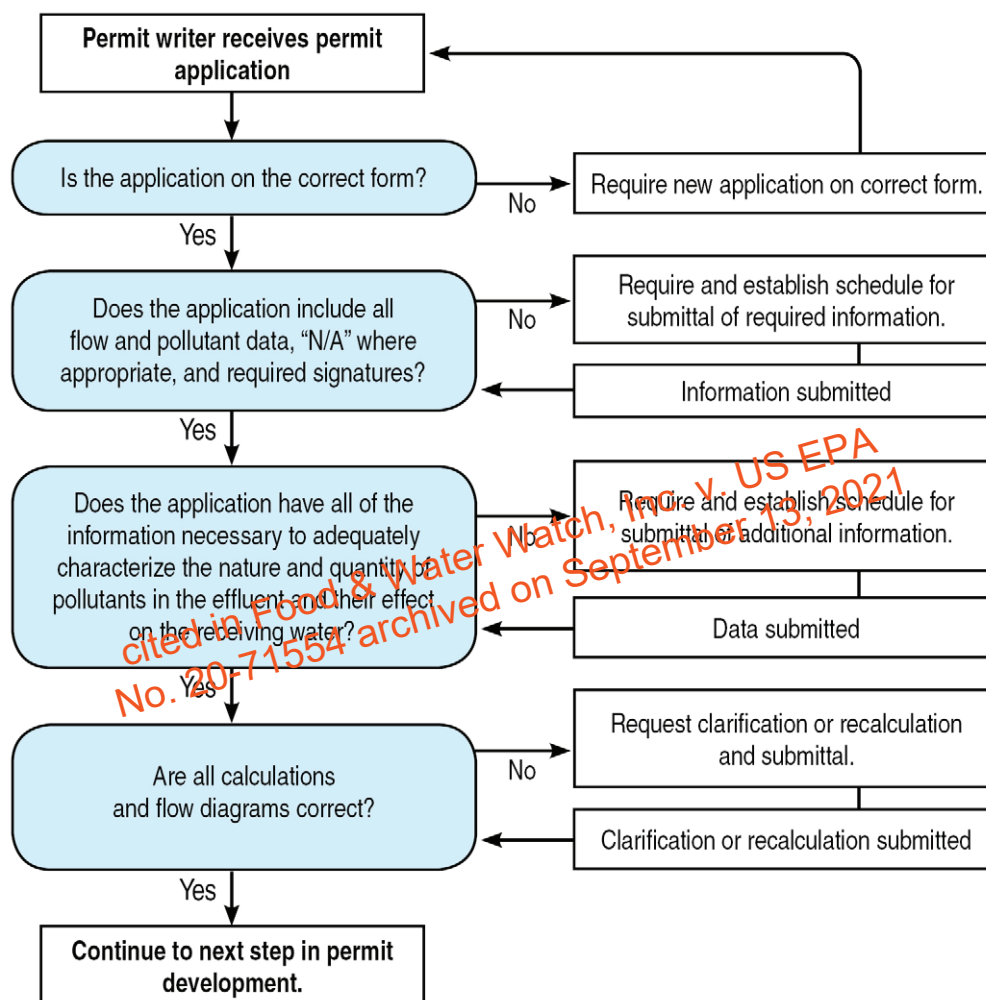 Permit writer receives permit
application
Is the application on the correct form?
No
Require new application on correct form.
Yes
Does the application include all
flow and pollutant data, “N/A” where
appropriate, and required signatures?
No
Require and establish schedule for
submittal of required information.
Information submitted
Yes
Does the application have all of the
information necessary to adequately
characterize the nature and quantity of
pollutants in the effluent and their effect
on the receiving water?
No
Require and establish schedule for
submittal of additional information.
Data submitted
cited in Food & Water Watch, Inc. v. US EPA
No. 20-71554 archived on September 13, 2021
Yes
Are all calculations
and flow diagrams correct?
No
Request clarification or recalculation
and submittal.
Clarification or recalculation submitted
Yes
Continue to next step in permit
development.